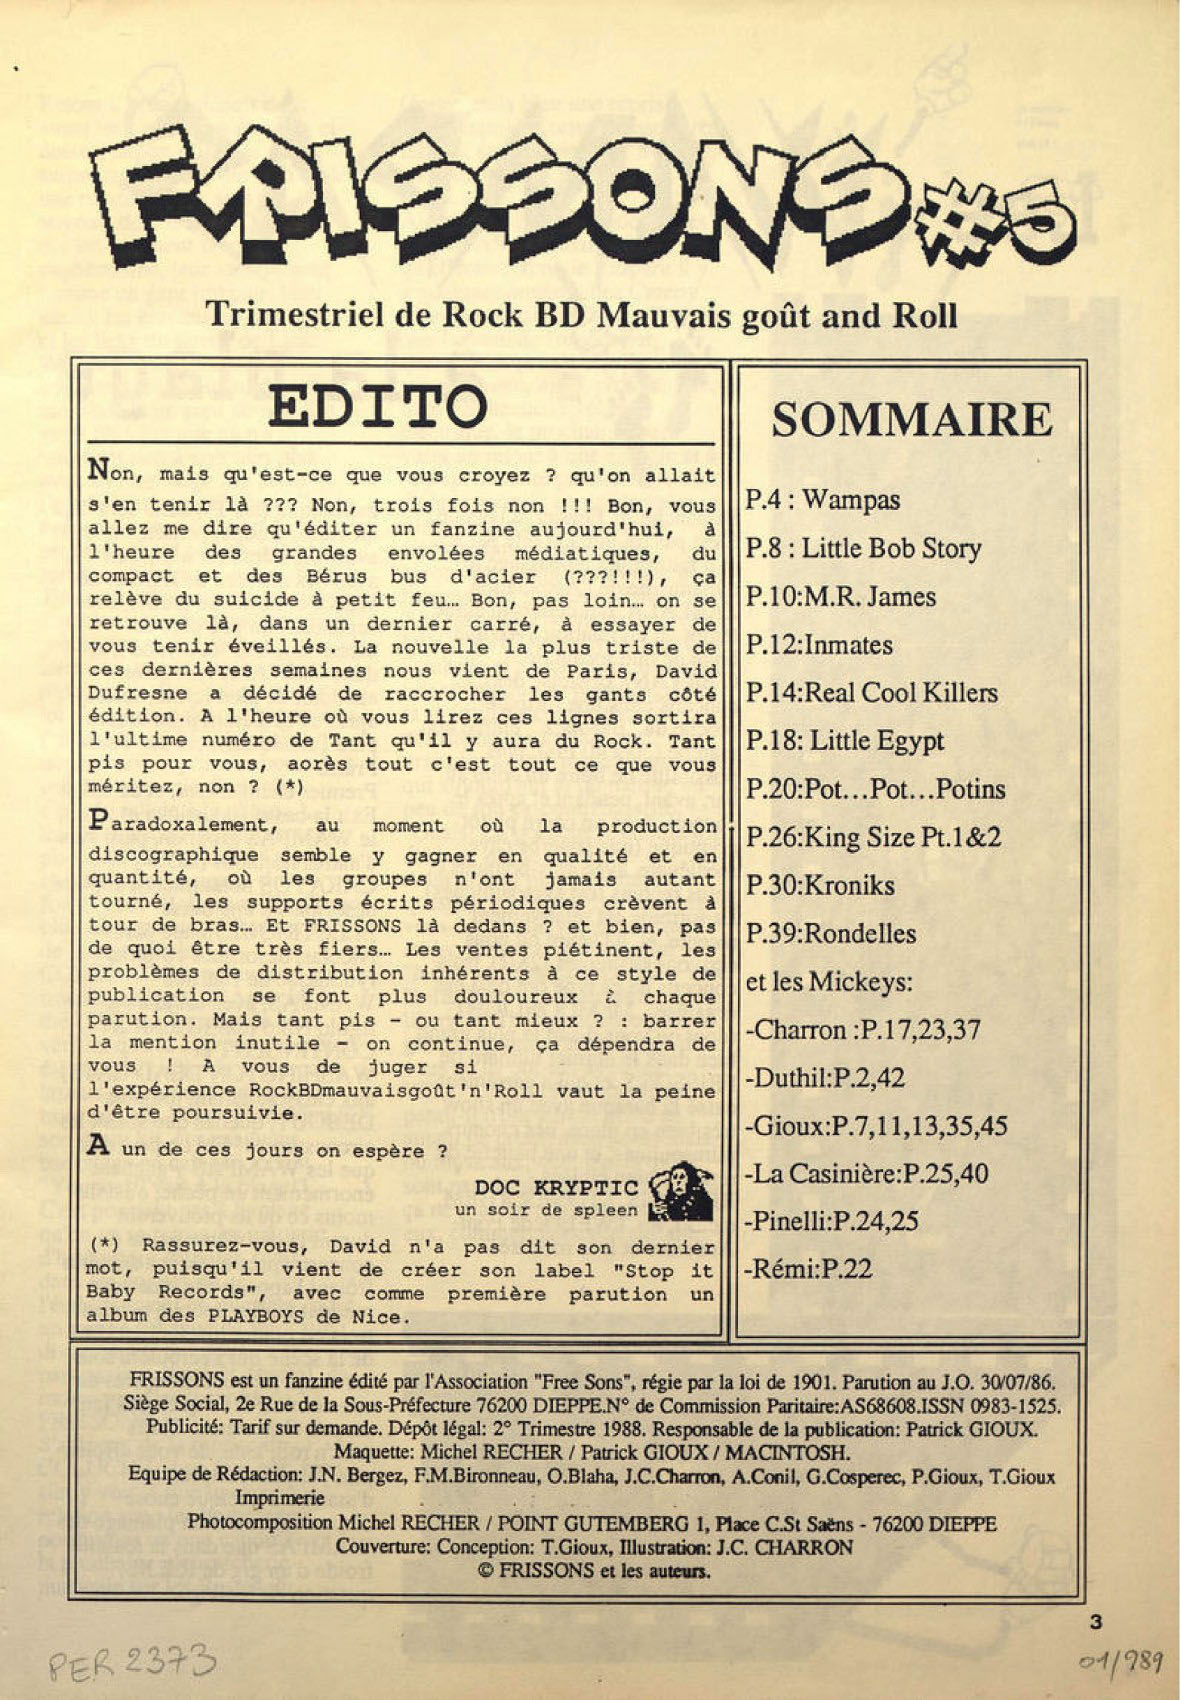 FRISSONS #5
Trimestriel de Rock BD Mauvais goût and Roll
EDITO
Non, mais qu'est-ce que vous croyez ? qu'on allait
s'en tenir là ??? Non, trois fois non !!! Bon, vous
allez me dire qu'éditer un fanzine aujourd'hui, à
l'heure des grandes envolées médiatiques, du
compact et des Bérus bus d'acier (???!!!), ça
relève du suicide à petit feu… Bon, pas loin… on se
retrouve là, dans un dernier carré, à essayer de
vous tenir éveillés. La nouvelle la plus triste de
ces dernières semaines nous vient de Paris, David
Dufresne a décidé de raccrocher les gants côté
édition. A l'heure où vous lirez ces lignes sortira
l'ultime numéro de Tant qu'il y aura du Rock. Tant
pis pour vous, aorès tout c'est tout ce que vous
méritez, non ? (*)
Paradoxalement, au moment où la production
discographique semble y gagner en qualité et en
quantité, où les groupes n'ont jamais autant
tourné, les supports écrits périodiques crèvent à
tour de bras… Et FRISSONS là dedans ? et bien, pas
de quoi être très fiers… Les ventes piétinent, les
problèmes de distribution inhérents à ce style de
publication se font plus douloureux à chaque
parution. Mais tant pis - ou tant mieux ? : barrer
la mention inutile - on continue, ça dépendra de
vous ! A vous de juger si
l'expérience RockBDmauvaisgoût'n'Roll vaut la peine
d'être poursuivie.
A un de ces jours on espère ?
DOC KRYPTIC
un soir de spleen
(*) Rassurez-vous, David n'a pas dit son dernier
mot, puisqu'il vient de créer son label "Stop it
Baby Records", avec comme première parution un
album des PLAYBOYS de Nice.
SOMMAIRE
P.4 : Wampas
P.8 : Little Bob Story
P.10:M.R. James
P.12:Inmates
P.14:Real Cool Killers
P.18: Little Egypt
P.20:Pot…Pot…Potins
P.26:King Size Pt.1&2
P.30:Kroniks
P.39:Rondelles
et les Mickeys:
-Charron :P.17,23,37
-Duthil:P.2,42
-Gioux:P.7,11,13,35,45
-La Casinière:P.25,40
-Pinelli:P.24,25
-Rémi:P.22
FRISSONS est un fanzine édité par l'Association "Free Sons", régie par la loi de 1901. Parution au J.O. 30/07/86.
Siège Social, 2e Rue de la Sous-Préfecture 76200 DIEPPE.N° de Commission Paritaire:AS68608.ISSN 0983-1525.
Publicité: Tarif sur demande. Dépôt légal: 2° Trimestre 1988. Responsable de la publication: Patrick GIOUX.
Maquette: Michel RECHER / Patrick GIOUX / MACINTOSH.
Equipe de Rédaction: J.N. Bergez, F.M.Bironneau, O.Blaha, J.C.Charron, A.Conil, G.Cosperec, P.Gioux, T.Gioux
Imprimerie
Photocomposition Michel RECHER / POINT GUTEMBERG 1, Place C.St Saëns - 76200 DIEPPE
Couverture: Conception: T.Gioux, Illustration: J.C. CHARRON
© FRISSONS et les auteurs.
3
PER 2373
01/989